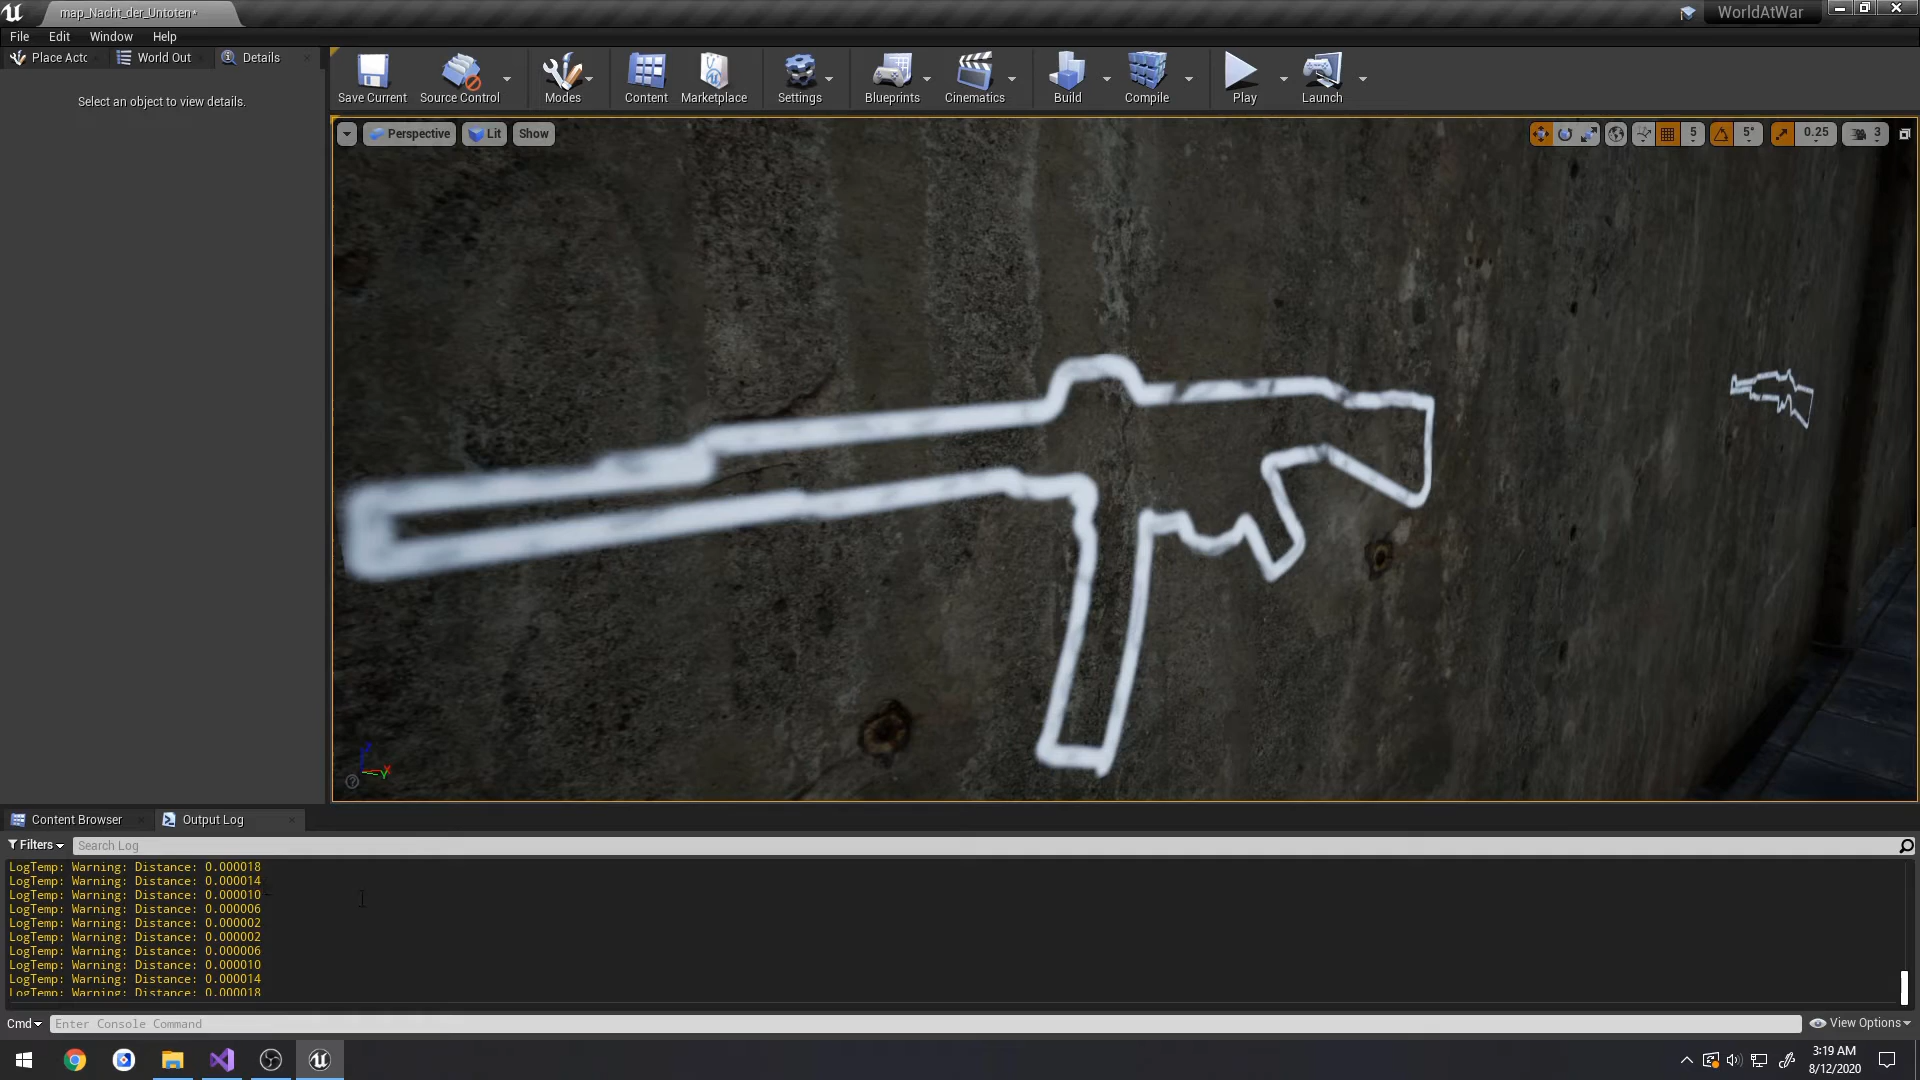 map_Nacht_der_Untoten*
WorldAtWar
File Edit Window Help
Place Actc
World Out
Details
Select an object to view details.
Save Current
Source Control
Modes
Content
Marketplace
Settings
Blueprints
Cinematics
Build
Compile
Play
Launch
Perspective
Lit
Show
5
5°
0.25
3
Content Browser
Output Log
Filters
Search Log
LogTemp: Warning: Distance: 0.000018
LogTemp: Warning: Distance: 0.000014
LogTemp: Warning: Distance: 0.000010
LogTemp: Warning: Distance: 0.000006
LogTemp: Warning: Distance: 0.000002
LogTemp: Warning: Distance: 0.000002
LogTemp: Warning: Distance: 0.000006
LogTemp: Warning: Distance: 0.000010
LogTemp: Warning: Distance: 0.000014
LogTemp: Warning: Distance: 0.000018
Cmd
Enter Console Command
View Options
3:19 AM
8/12/2020